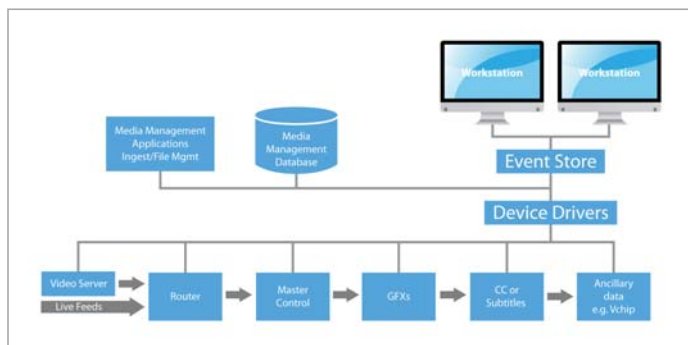 Workstation
Workstation
Media Management
Applications
Ingest/File Mgmt
Media
Management
Database
Event Store
Device Drivers
Video Server
Live Feeds
Router
Master
Control
GFXs
CC or
Subtitles
Ancillary
data
e.g. Vchip